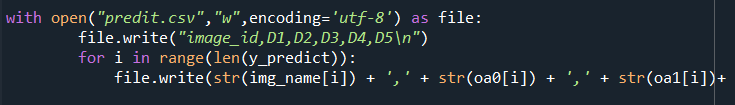 with open("predit.csv","w",encoding='utf-8') as file:
file.write("image_id,D1,D2,D3,D4,D5\n")
for i in range(len(y_predict)):
file.write(str(img_name[i]) + ',' + str(oa0[i]) + ',' + str(oa1[i])+